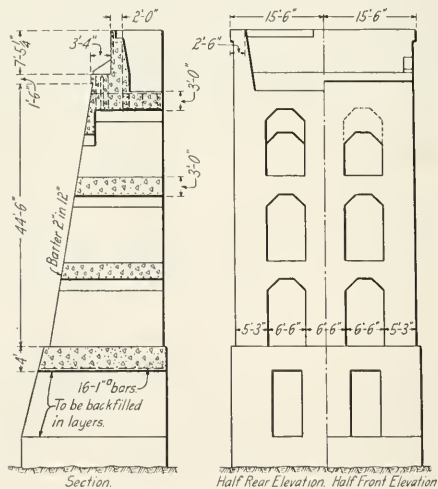 2'-0"
15'-6" 15'-6"
3'-4"
2'-6"
7'-5¼"
1'-6"
3'-0"
3'-0"
44'-6"
Batter 2" in 12"
5'-3" 6'-6" 6'-6" 6'-6" 5'-3"
4'
16-1"□ bars.
To be backfilled
in layers.
Section. Half Rear Elevation. Half Front Elevation